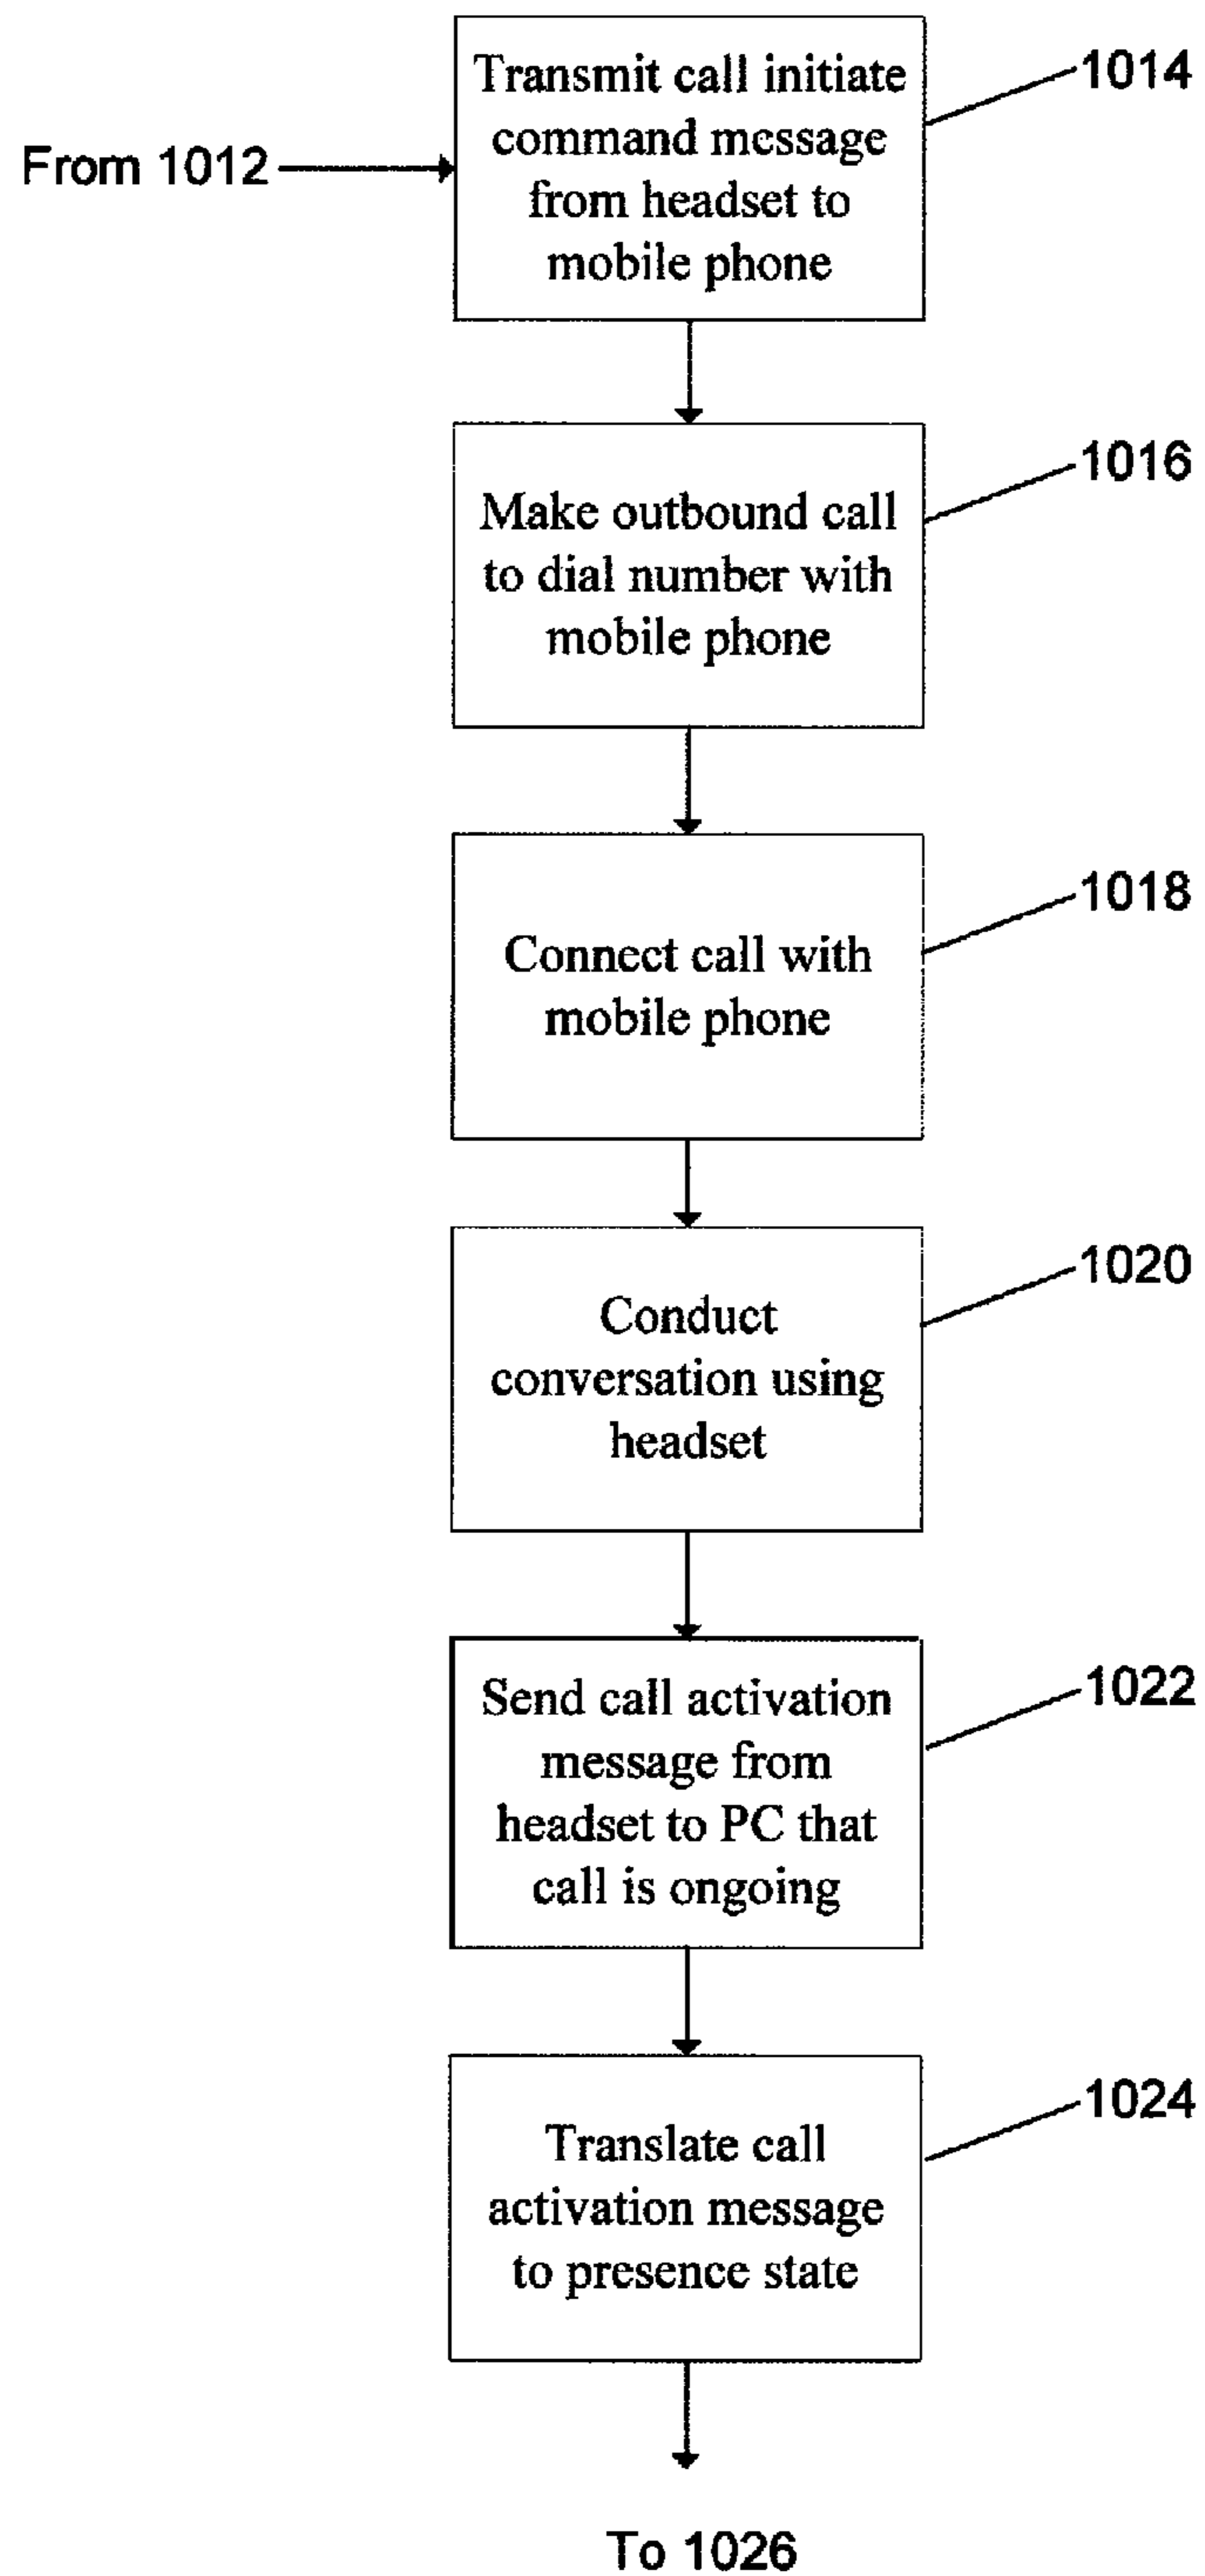 Transmit call initiate
command message
from headset to
mobile phone
1014
From 1012
Make outbound call
to dial number with
mobile phone
1016
Connect call with
mobile phone
1018
Conduct
conversation using
headset
1020
Send call activation
message from
headset to PC that
call is ongoing
1022
Translate call
activation message
to presence state
1024
To 1026